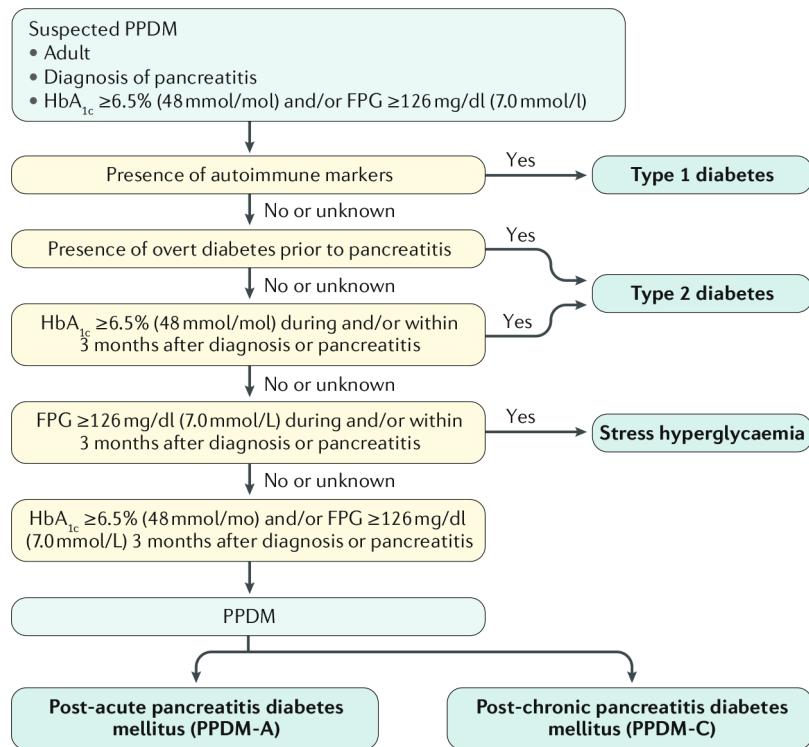 Suspected PPDM
• Adult
• Diagnosis of pancreatitis
• HbA1c ≥6.5% (48 mmol/mol) and/or FPG ≥126 mg/dl (7.0 mmol/l)
Presence of autoimmune markers
Yes
Type 1 diabetes
No or unknown
Presence of overt diabetes prior to pancreatitis
Yes
Type 2 diabetes
No or unknown
HbA1c ≥6.5% (48 mmol/mol) during and/or within
3 months after diagnosis or pancreatitis
Yes
No or unknown
FPG ≥126 mg/dl (7.0 mmol/L) during and/or within
3 months after diagnosis or pancreatitis
Yes
Stress hyperglycaemia
No or unknown
HbA1c ≥6.5% (48 mmol/mo) and/or FPG ≥126 mg/dl
(7.0 mmol/L) 3 months after diagnosis or pancreatitis
PPDM
Post-acute pancreatitis diabetes
mellitus (PPDM-A)
Post-chronic pancreatitis diabetes
mellitus (PPDM-C)